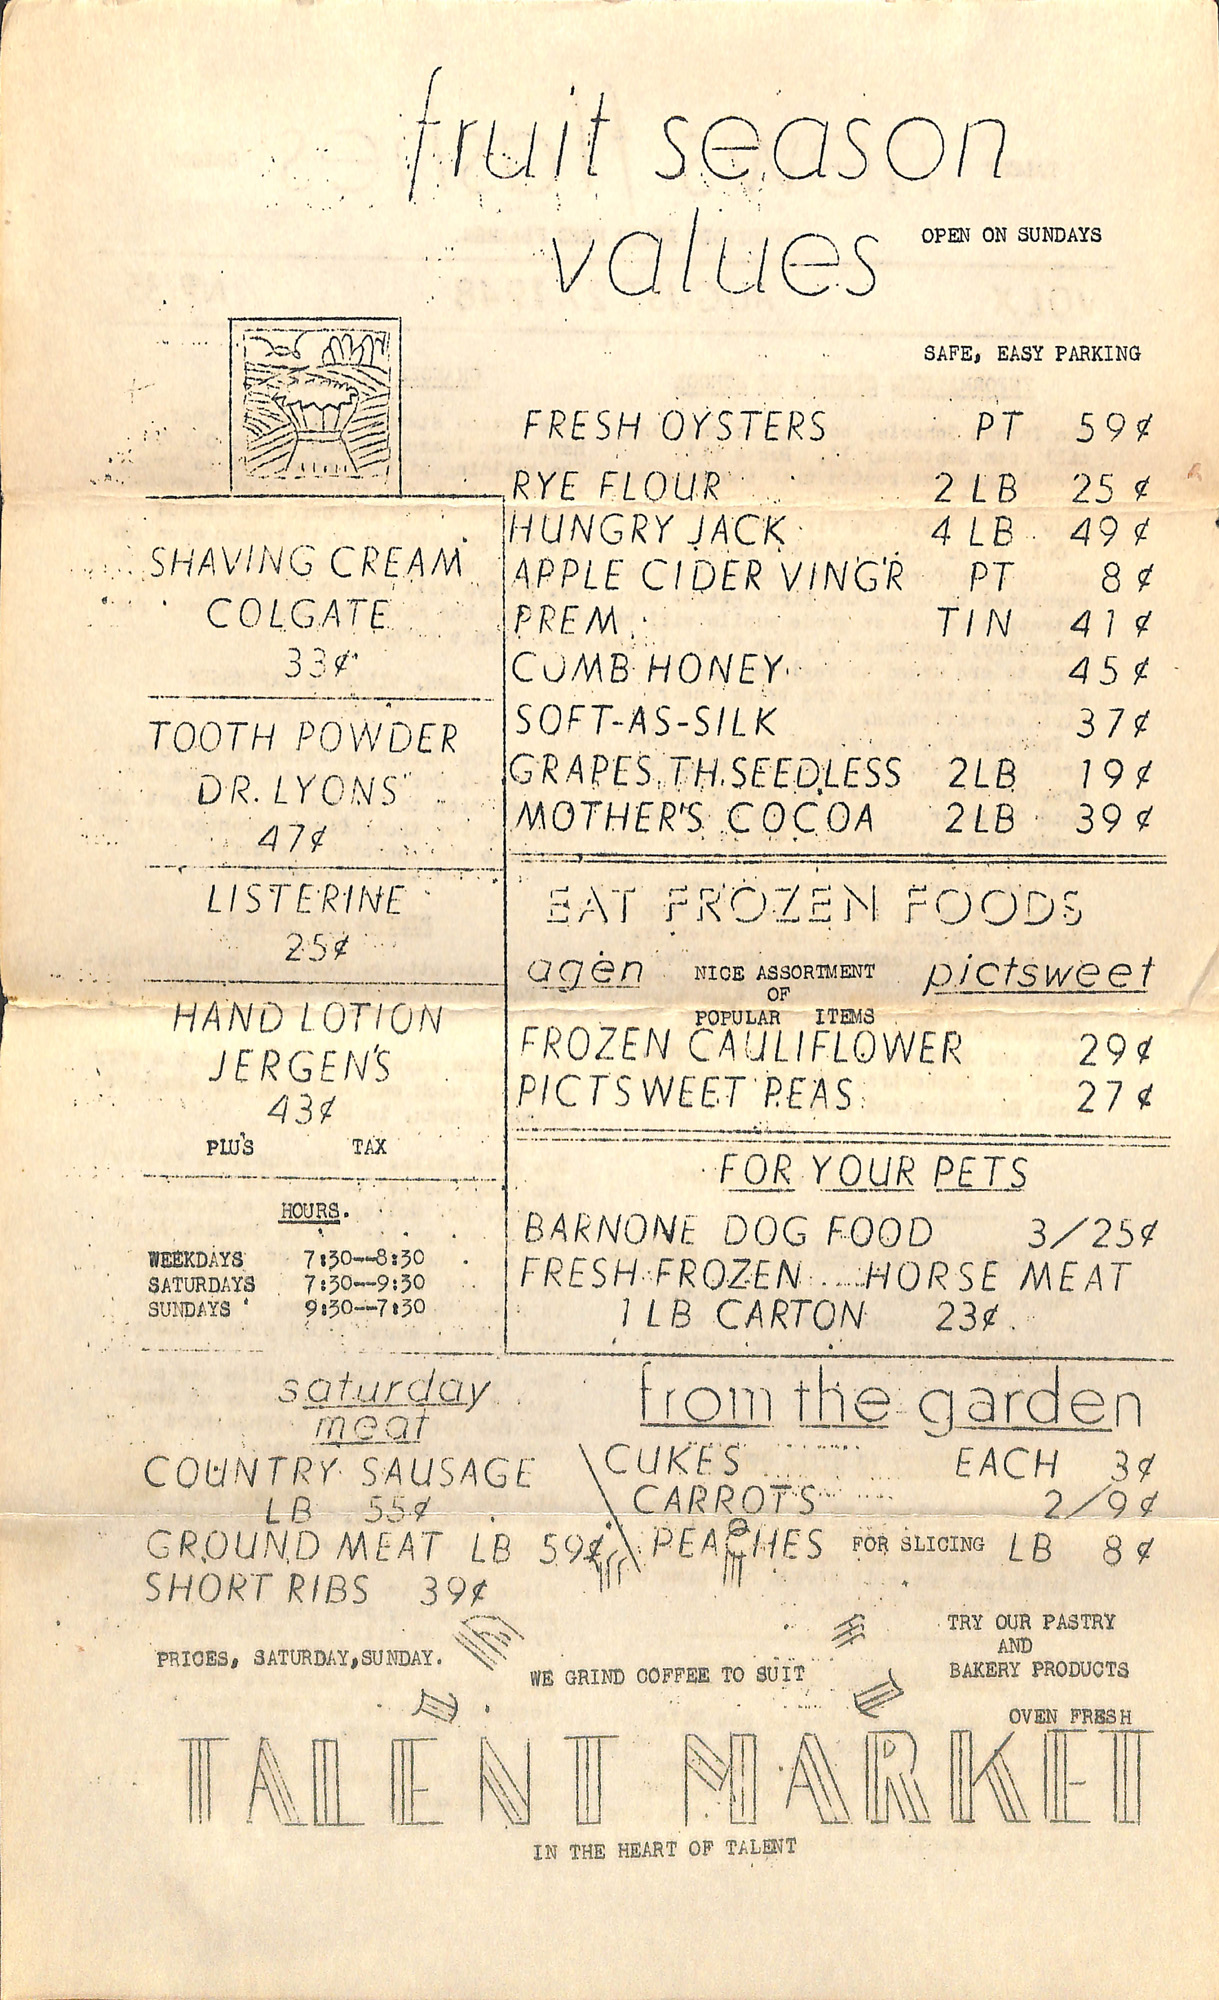 fruit season
values
OPEN ON SUNDAYS
SAFE, EASY PARKING
FRESH OYSTERS PT 59¢
RYE FLOUR 2 LB 25 ¢
HUNGRY JACK 4 LB 49 ¢
APPLE CIDER VING'R PT 8 ¢
PREM TIN 41 ¢
COMB HONEY 45 ¢
SOFT-AS-SILK 37¢
GRAPES.TH.SEEDLESS 2LB 19 ¢
MOTHER'S COCOA 2LB 39 ¢
SHAVING CREAM
COLGATE
33¢
TOOTH POWDER
DR. LYONS
47¢
LISTERINE
25¢
HAND LOTION
JERGEN'S
43¢
PLUS TAX
HOURS.
WEEKDAYS 7:30--8:30
SATURDAYS 7:30--9:30
SUNDAYS 9:30--7:30
EAT FROZEN FOODS
agen NICE ASSORTMENT pictsweet
OF
POPULAR ITEMS
FROZEN CAULIFLOWER 29¢
PICTSWEET PEAS 27¢
FOR YOUR PETS
BARNONE DOG FOOD 3/25¢
FRESH FROZEN HORSE MEAT
1 LB CARTON 23¢
saturday
meat
COUNTRY SAUSAGE
LB 55¢
GROUND MEAT LB 59¢
SHORT RIBS 39¢
PRICES, SATURDAY,SUNDAY.
from the garden
CUKES EACH 3¢
CARROTS 2/9¢
PEACHES FOR SLICING LB 8¢
WE GRIND COFFEE TO SUIT
TRY OUR PASTRY
AND
BAKERY PRODUCTS
OVEN FRESH
TALENT MARKET
IN THE HEART OF TALENT